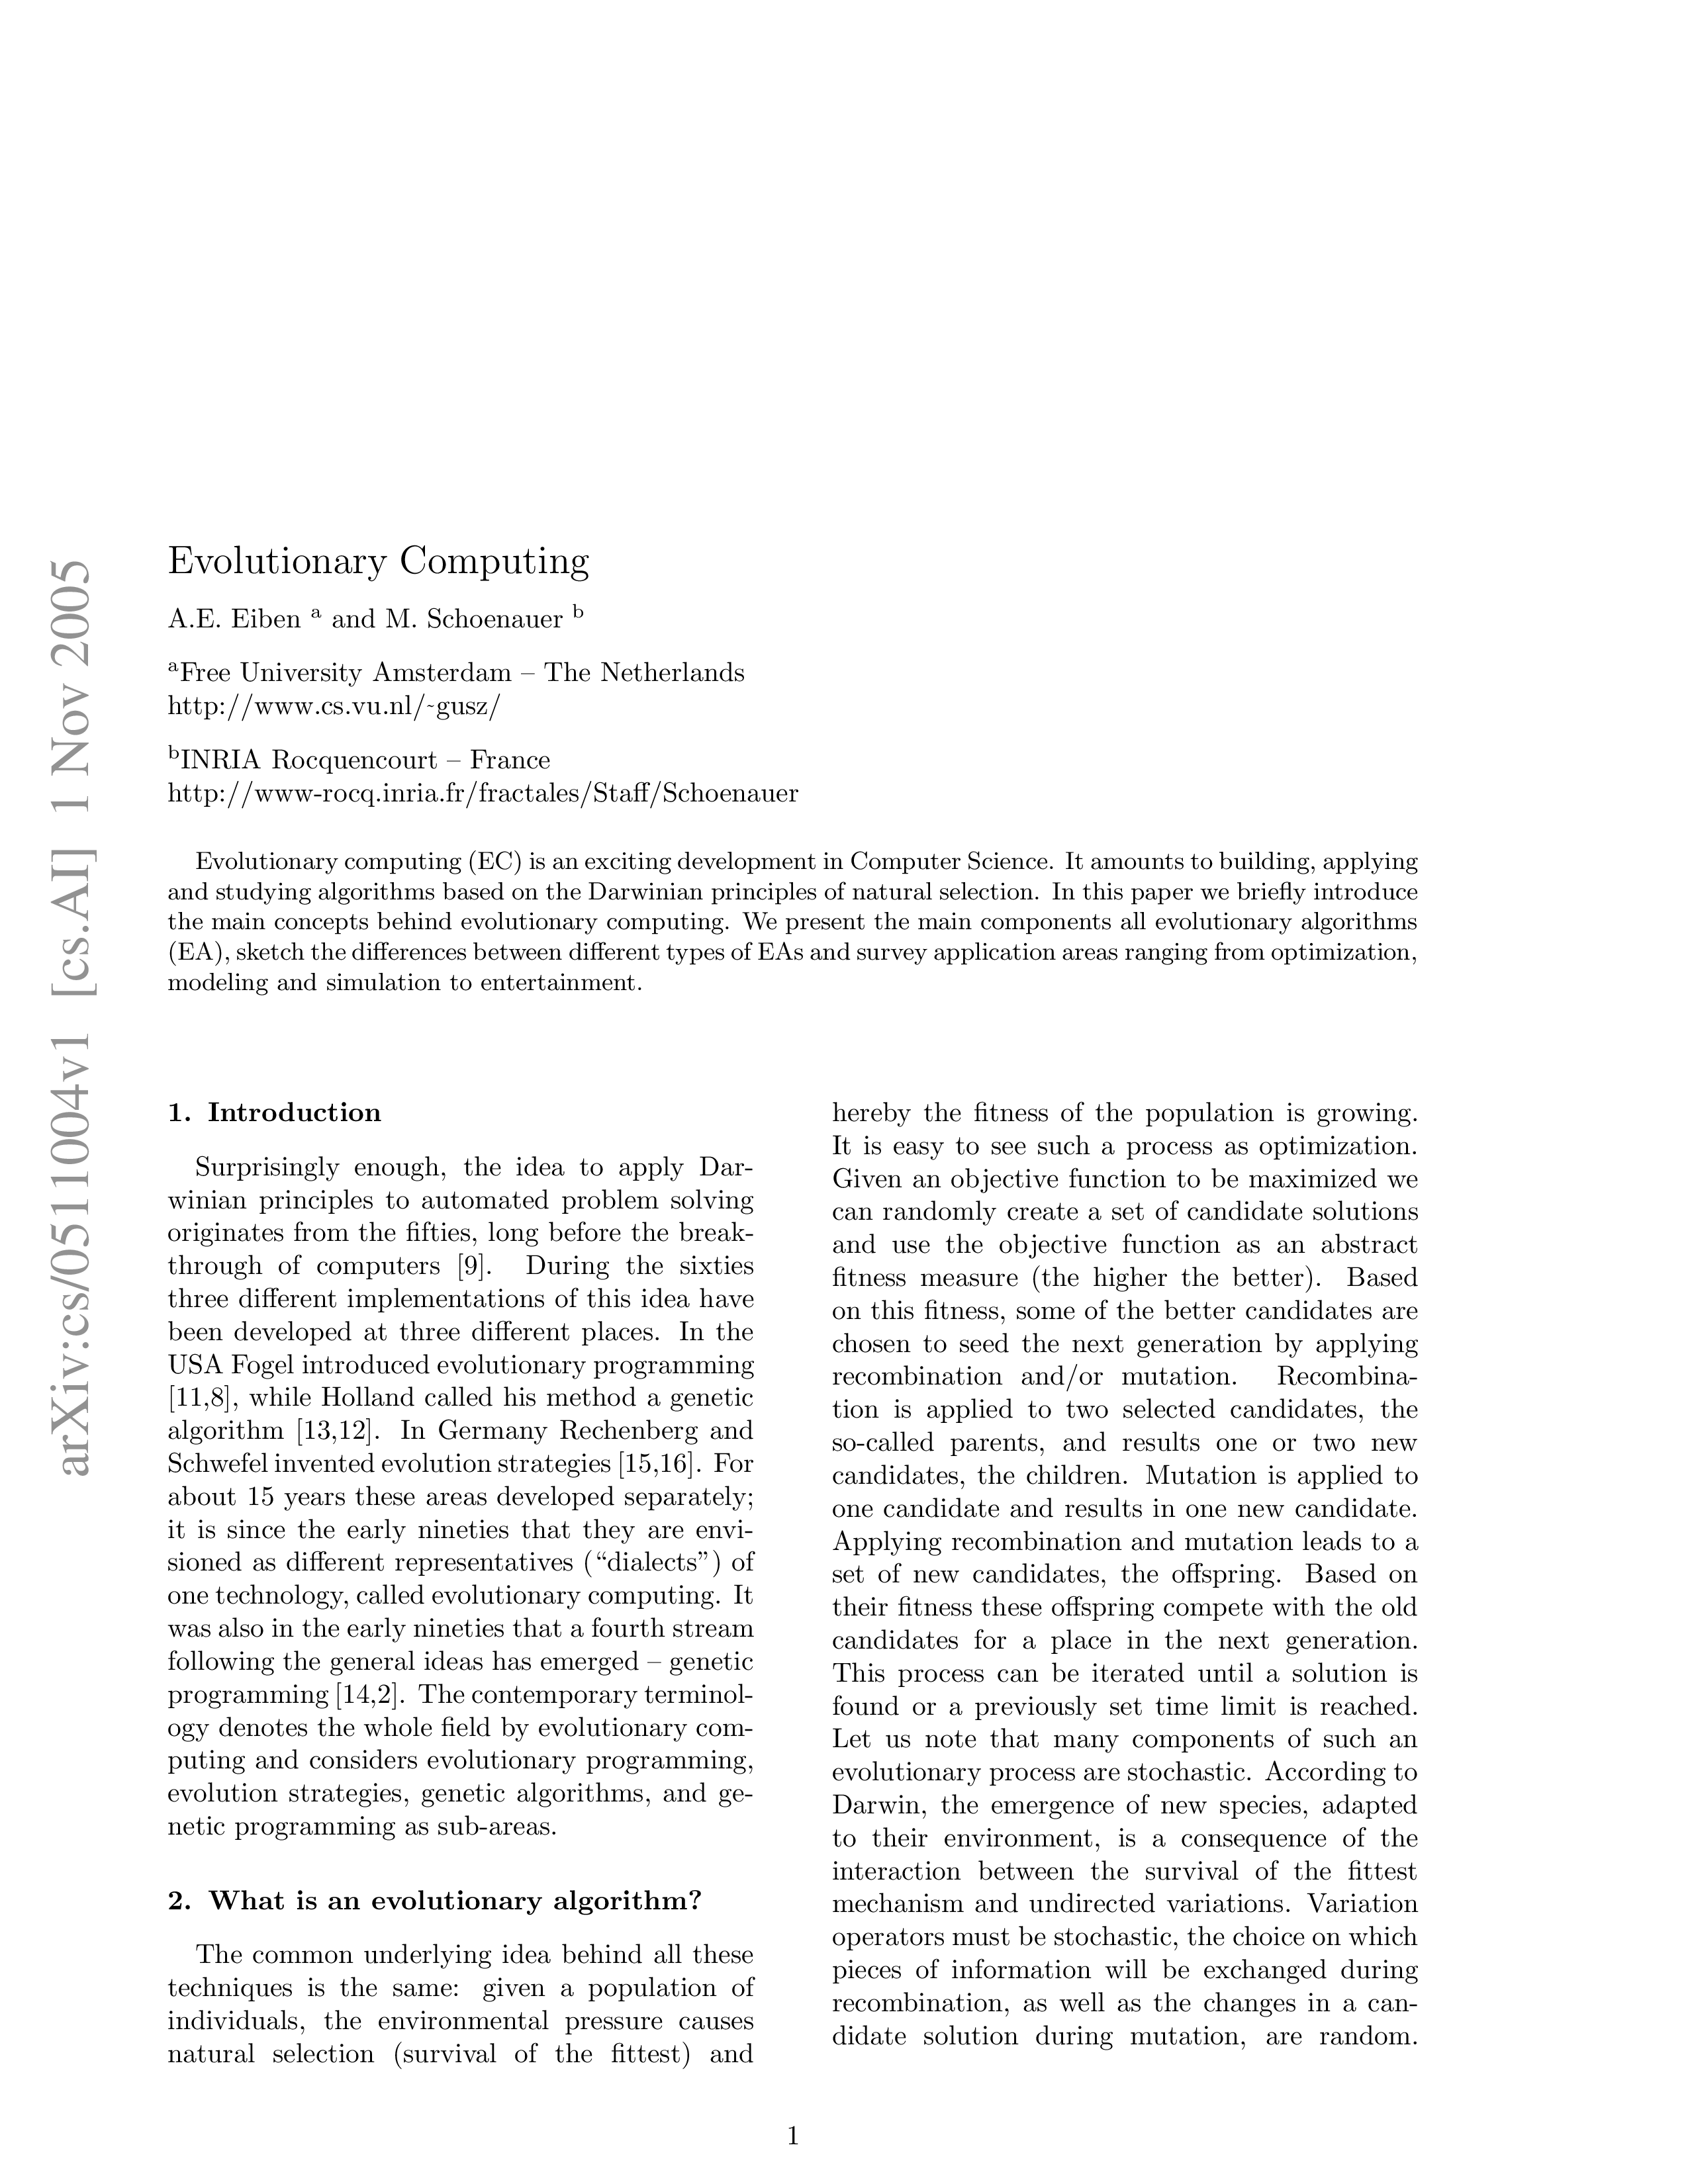 arXiv:cs/0511004v1 [cs.AI] 1 Nov 2005
Evolutionary Computing
A.E. Eiben a and M. Schoenauer b
aFree University Amsterdam – The Netherlands
http://www.cs.vu.nl/~gusz/
bINRIA Rocquencourt – France
http://www-rocq.inria.fr/fractales/Staff/Schoenauer
Evolutionary computing (EC) is an exciting development in Computer Science. It amounts to building, applying
and studying algorithms based on the Darwinian principles of natural selection. In this paper we briefly introduce
the main concepts behind evolutionary computing. We present the main components all evolutionary algorithms
(EA), sketch the differences between different types of EAs and survey application areas ranging from optimization,
modeling and simulation to entertainment.
1. Introduction
Surprisingly enough, the idea to apply Dar-
winian principles to automated problem solving
originates from the fifties, long before the break-
through of computers [9]. During the sixties
three different implementations of this idea have
been developed at three different places. In the
USA Fogel introduced evolutionary programming
[11,8], while Holland called his method a genetic
algorithm [13,12]. In Germany Rechenberg and
Schwefel invented evolution strategies [15,16]. For
about 15 years these areas developed separately;
it is since the early nineties that they are envi-
sioned as different representatives (“dialects”) of
one technology, called evolutionary computing. It
was also in the early nineties that a fourth stream
following the general ideas has emerged – genetic
programming [14,2]. The contemporary terminol-
ogy denotes the whole field by evolutionary com-
puting and considers evolutionary programming,
evolution strategies, genetic algorithms, and ge-
netic programming as sub-areas.
2. What is an evolutionary algorithm?
The common underlying idea behind all these
techniques is the same: given a population of
individuals, the environmental pressure causes
natural selection (survival of the fittest) and
hereby the fitness of the population is growing.
It is easy to see such a process as optimization.
Given an objective function to be maximized we
can randomly create a set of candidate solutions
and use the objective function as an abstract
fitness measure (the higher the better). Based
on this fitness, some of the better candidates are
chosen to seed the next generation by applying
recombination and/or mutation. Recombina-
tion is applied to two selected candidates, the
so-called parents, and results one or two new
candidates, the children. Mutation is applied to
one candidate and results in one new candidate.
Applying recombination and mutation leads to a
set of new candidates, the offspring. Based on
their fitness these offspring compete with the old
candidates for a place in the next generation.
This process can be iterated until a solution is
found or a previously set time limit is reached.
Let us note that many components of such an
evolutionary process are stochastic. According to
Darwin, the emergence of new species, adapted
to their environment, is a consequence of the
interaction between the survival of the fittest
mechanism and undirected variations. Variation
operators must be stochastic, the choice on which
pieces of information will be exchanged during
recombination, as well as the changes in a can-
didate solution during mutation, are random.
1